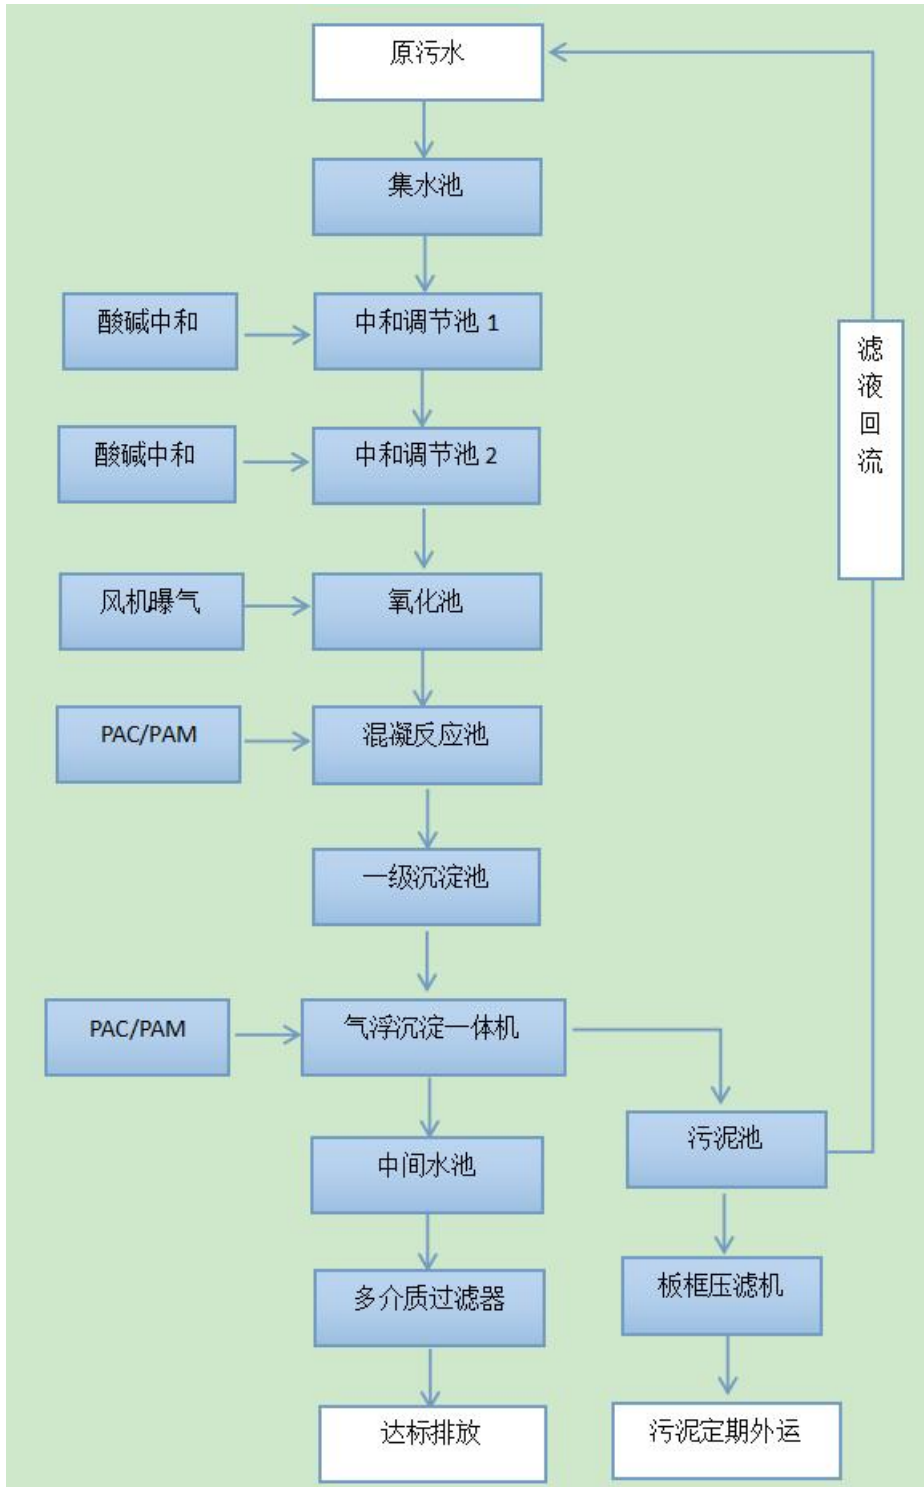 原污水
集水池
酸碱中和
中和调节池 1
酸碱中和
中和调节池 2
滤液回流
风机曝气
氧化池
PAC/PAM
混凝反应池
一级沉淀池
PAC/PAM
气浮沉淀一体机
污泥池
中间水池
板框压滤机
多介质过滤器
达标排放
污泥定期外运